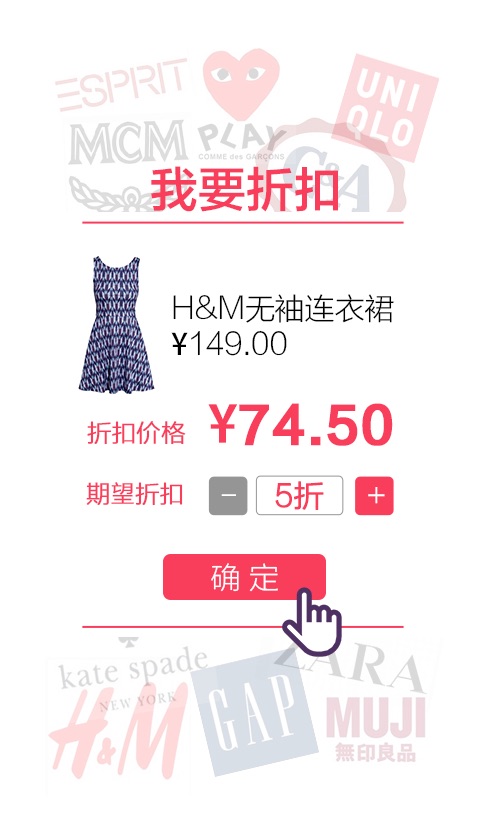 ESPRIT
UNI
QLO
MCM PLAY
COMME des GARÇONS
C&A
我要折扣
H&M无袖连衣裙
¥149.00
折扣价格 ¥74.50
期望折扣 − 5折 +
确定
kate spade
NEW YORK
ZARA
H&M
GAP
MUJI
無印良品